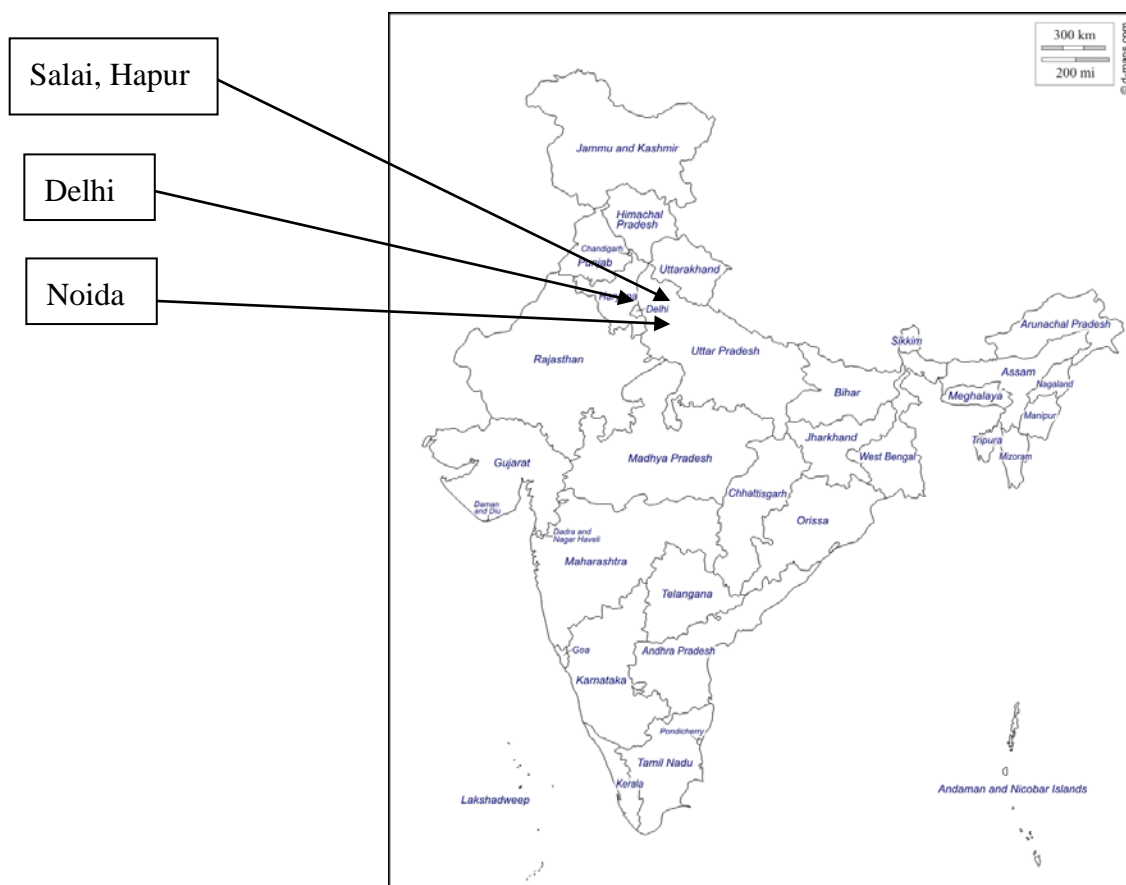 Salai, Hapur
Delhi
Noida
300 km
200 mi
© d-maps.com
Jammu and Kashmir
Himachal
Pradesh
Chandigarh
Punjab
Uttarakhand
Haryana
Delhi
Rajasthan
Uttar Pradesh
Sikkim
Arunachal Pradesh
Assam
Nagaland
Meghalaya
Manipur
Bihar
Tripura
Mizoram
Jharkhand
West Bengal
Gujarat
Madhya Pradesh
Chhattisgarh
Daman
and Diu
Orissa
Dadra and
Nagar Haveli
Maharashtra
Telangana
Goa
Andhra Pradesh
Karnataka
Pondicherry
Tamil Nadu
Kerala
Lakshadweep
Andaman and Nicobar Islands